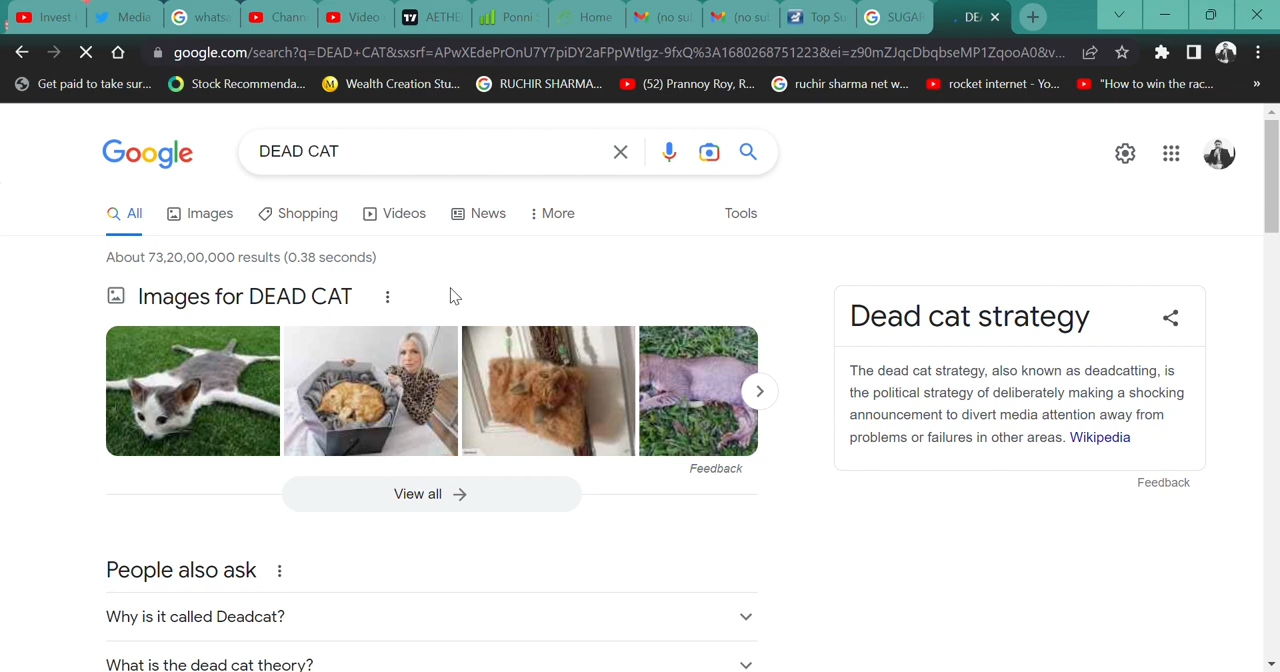 Invest
Media
whatsa
Chann
Video
AETHE
Ponni
Home
(no sul
(no sul
Top Su
SUGAR
DEA
google.com/search?q=DEAD+CAT&sxsrf=APwXEdePrOnU7Y7piDY2aFPpWtlgz-9fxQ%3A1680268751223&ei=z90mZJqcDbqbseMP1ZqooA0&v...
Get paid to take sur...
Stock Recommenda...
Wealth Creation Stu...
RUCHIR SHARMA...
(52) Prannoy Roy, R...
ruchir sharma net w...
rocket internet - Yo...
"How to win the rac...
»
Google
DEAD CAT
All
Images
Shopping
Videos
News
More
Tools
About 73,20,00,000 results (0.38 seconds)
Images for DEAD CAT
Feedback
View all
Dead cat strategy
The dead cat strategy, also known as deadcatting, is
the political strategy of deliberately making a shocking
announcement to divert media attention away from
problems or failures in other areas. Wikipedia
Feedback
People also ask
Why is it called Deadcat?
What is the dead cat theory?